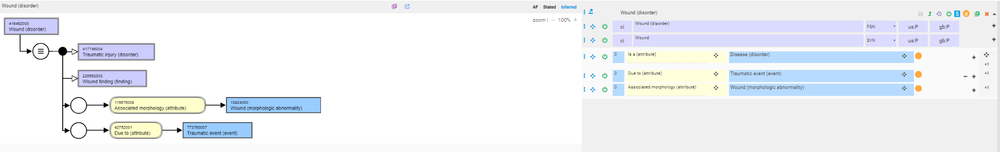 Wound (disorder)
AF Stated Inferred
zoom | − 100% +
416462003
Wound (disorder)
417746004
Traumatic injury (disorder)
225552003
Wound finding (finding)
116676008
Associated morphology (attribute)
13924000
Wound (morphologic abnormality)
42752001
Due to (attribute)
773760007
Traumatic event (event)
Wound (disorder)
S
ci Wound (disorder) FSN us:P gb:P +
ci Wound SYN us:P gb:P +
0 Is a (attribute) Disease (disorder) +
+1
0 Due to (attribute) Traumatic event (event) − + +1
0 Associated morphology (attribute) Wound (morphologic abnormality) + +1